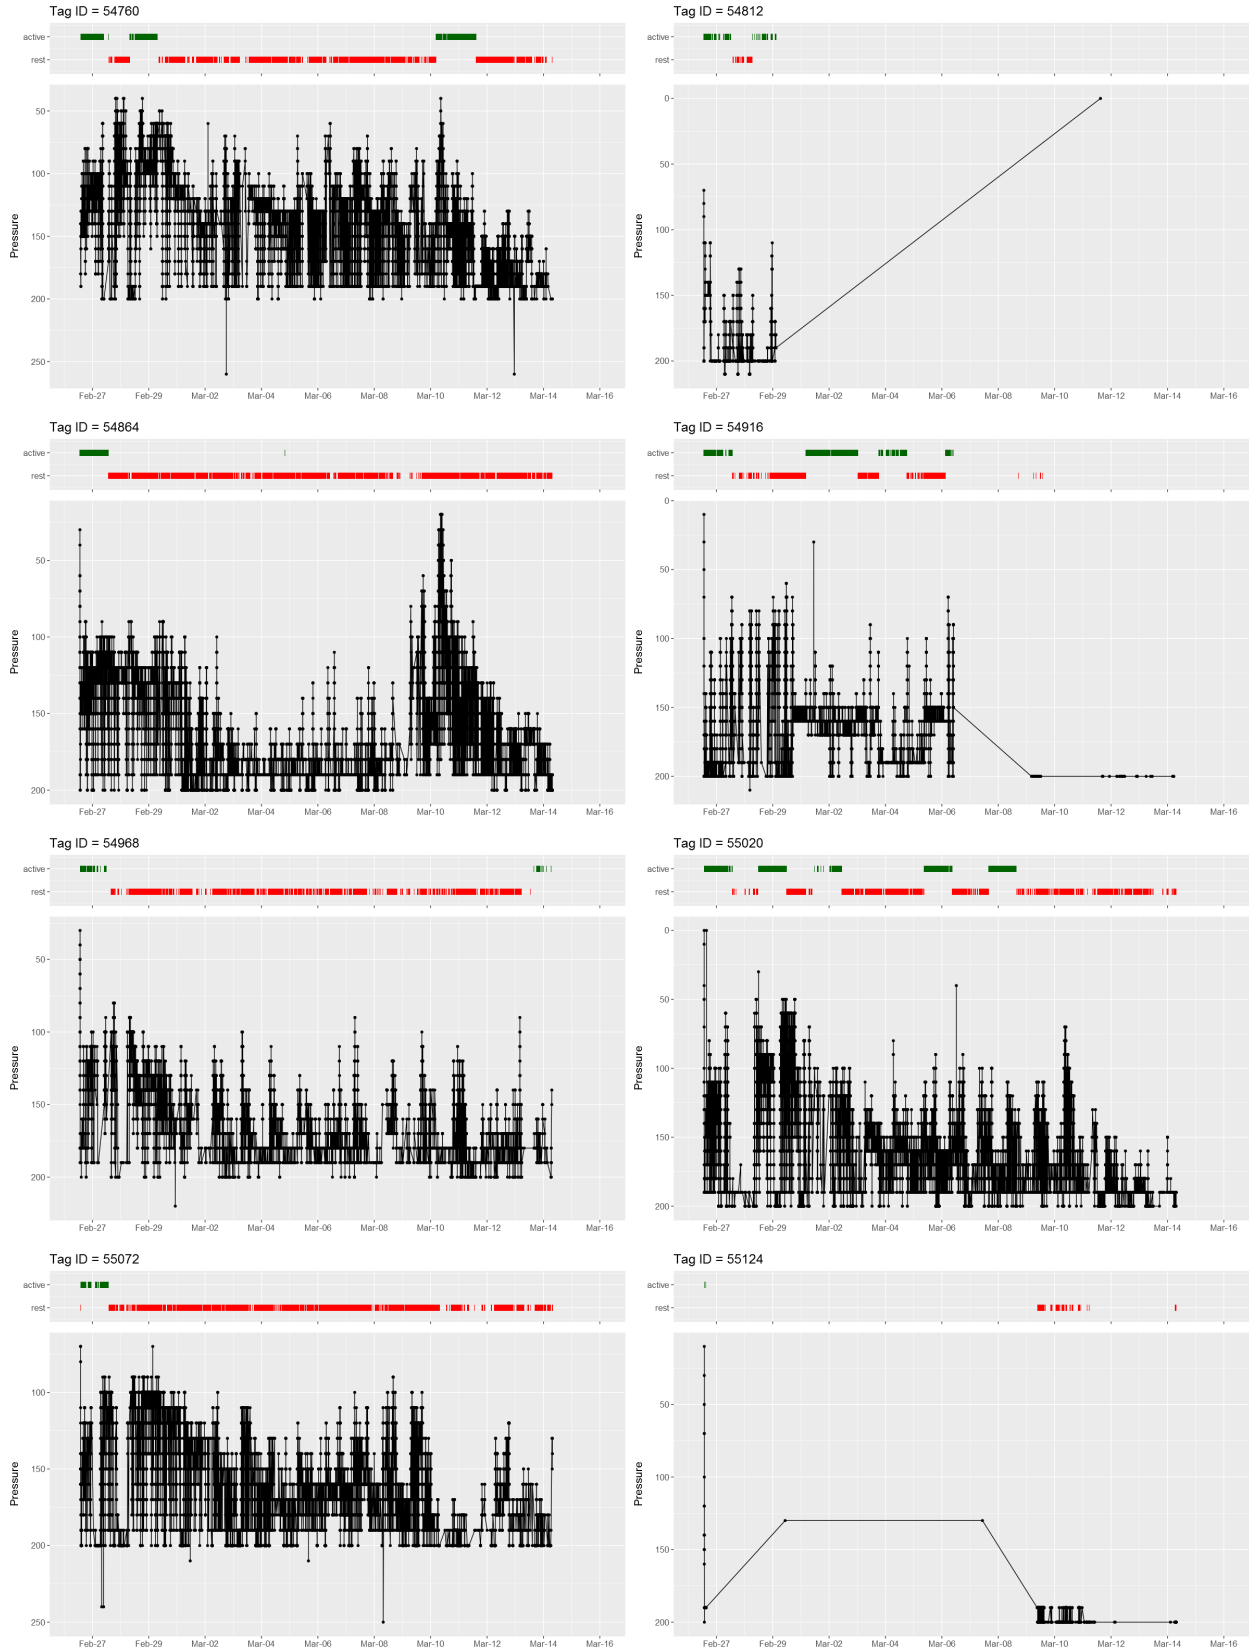 Tag ID = 54760
active
rest
Pressure
50
100
150
200
250
Feb-27 Feb-29 Mar-02 Mar-04 Mar-06 Mar-08 Mar-10 Mar-12 Mar-14 Mar-16
Tag ID = 54812
active
rest
Pressure
0
50
100
150
200
Feb-27 Feb-29 Mar-02 Mar-04 Mar-06 Mar-08 Mar-10 Mar-12 Mar-14 Mar-16
Tag ID = 54864
active
rest
Pressure
50
100
150
200
Feb-27 Feb-29 Mar-02 Mar-04 Mar-06 Mar-08 Mar-10 Mar-12 Mar-14 Mar-16
Tag ID = 54916
active
rest
Pressure
0
50
100
150
200
Feb-27 Feb-29 Mar-02 Mar-04 Mar-06 Mar-08 Mar-10 Mar-12 Mar-14 Mar-16
Tag ID = 54968
active
rest
Pressure
50
100
150
200
Feb-27 Feb-29 Mar-02 Mar-04 Mar-06 Mar-08 Mar-10 Mar-12 Mar-14 Mar-16
Tag ID = 55020
active
rest
Pressure
0
50
100
150
200
Feb-27 Feb-29 Mar-02 Mar-04 Mar-06 Mar-08 Mar-10 Mar-12 Mar-14 Mar-16
Tag ID = 55072
active
rest
Pressure
100
150
200
250
Feb-27 Feb-29 Mar-02 Mar-04 Mar-06 Mar-08 Mar-10 Mar-12 Mar-14 Mar-16
Tag ID = 55124
active
rest
Pressure
50
100
150
200
Feb-27 Feb-29 Mar-02 Mar-04 Mar-06 Mar-08 Mar-10 Mar-12 Mar-14 Mar-16